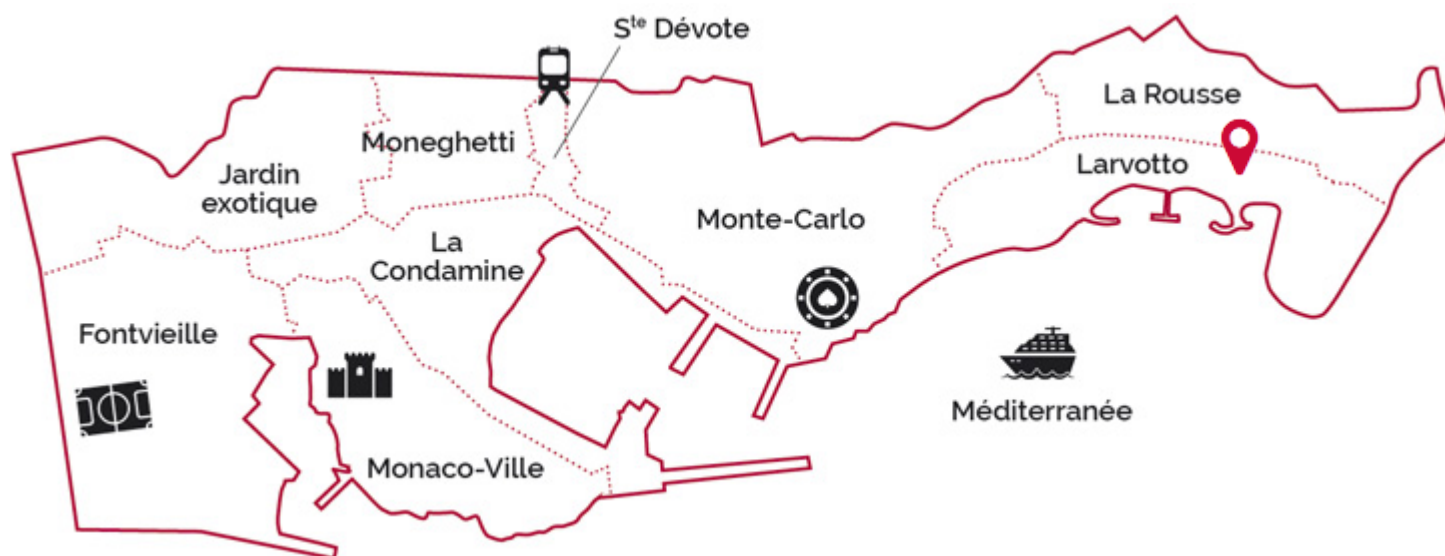 Sᵗᵉ Dévote
La Rousse
Moneghetti
Larvotto
Jardin
exotique
Monte-Carlo
La
Condamine
Fontvieille
Méditerranée
Monaco-Ville